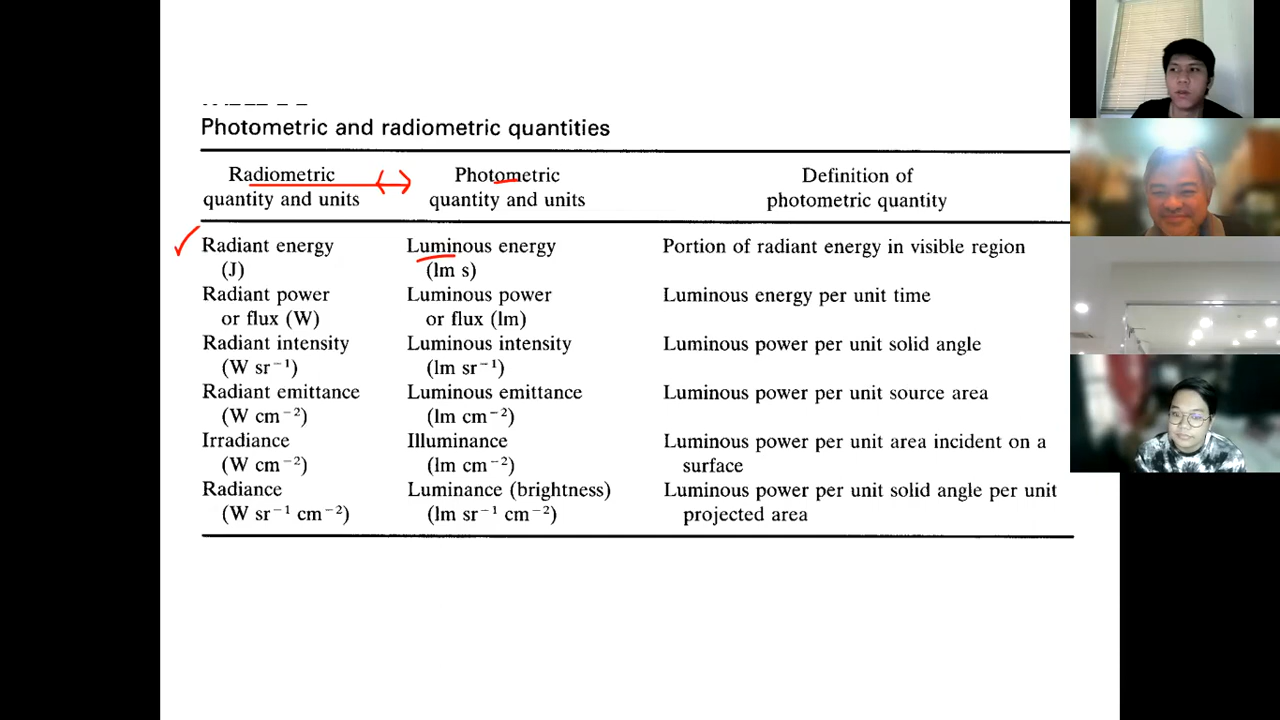 Photometric and radiometric quantities
Radiometric Photometric Definition of
quantity and units quantity and units photometric quantity
Radiant energy Luminous energy Portion of radiant energy in visible region
(J) (lm s)
Radiant power Luminous power Luminous energy per unit time
or flux (W) or flux (lm)
Radiant intensity Luminous intensity Luminous power per unit solid angle
(W sr⁻¹) (lm sr⁻¹)
Radiant emittance Luminous emittance Luminous power per unit source area
(W cm⁻²) (lm cm⁻²)
Irradiance Illuminance Luminous power per unit area incident on a
(W cm⁻²) (lm cm⁻²) surface
Radiance Luminance (brightness) Luminous power per unit solid angle per unit
(W sr⁻¹ cm⁻²) (lm sr⁻¹ cm⁻²) projected area